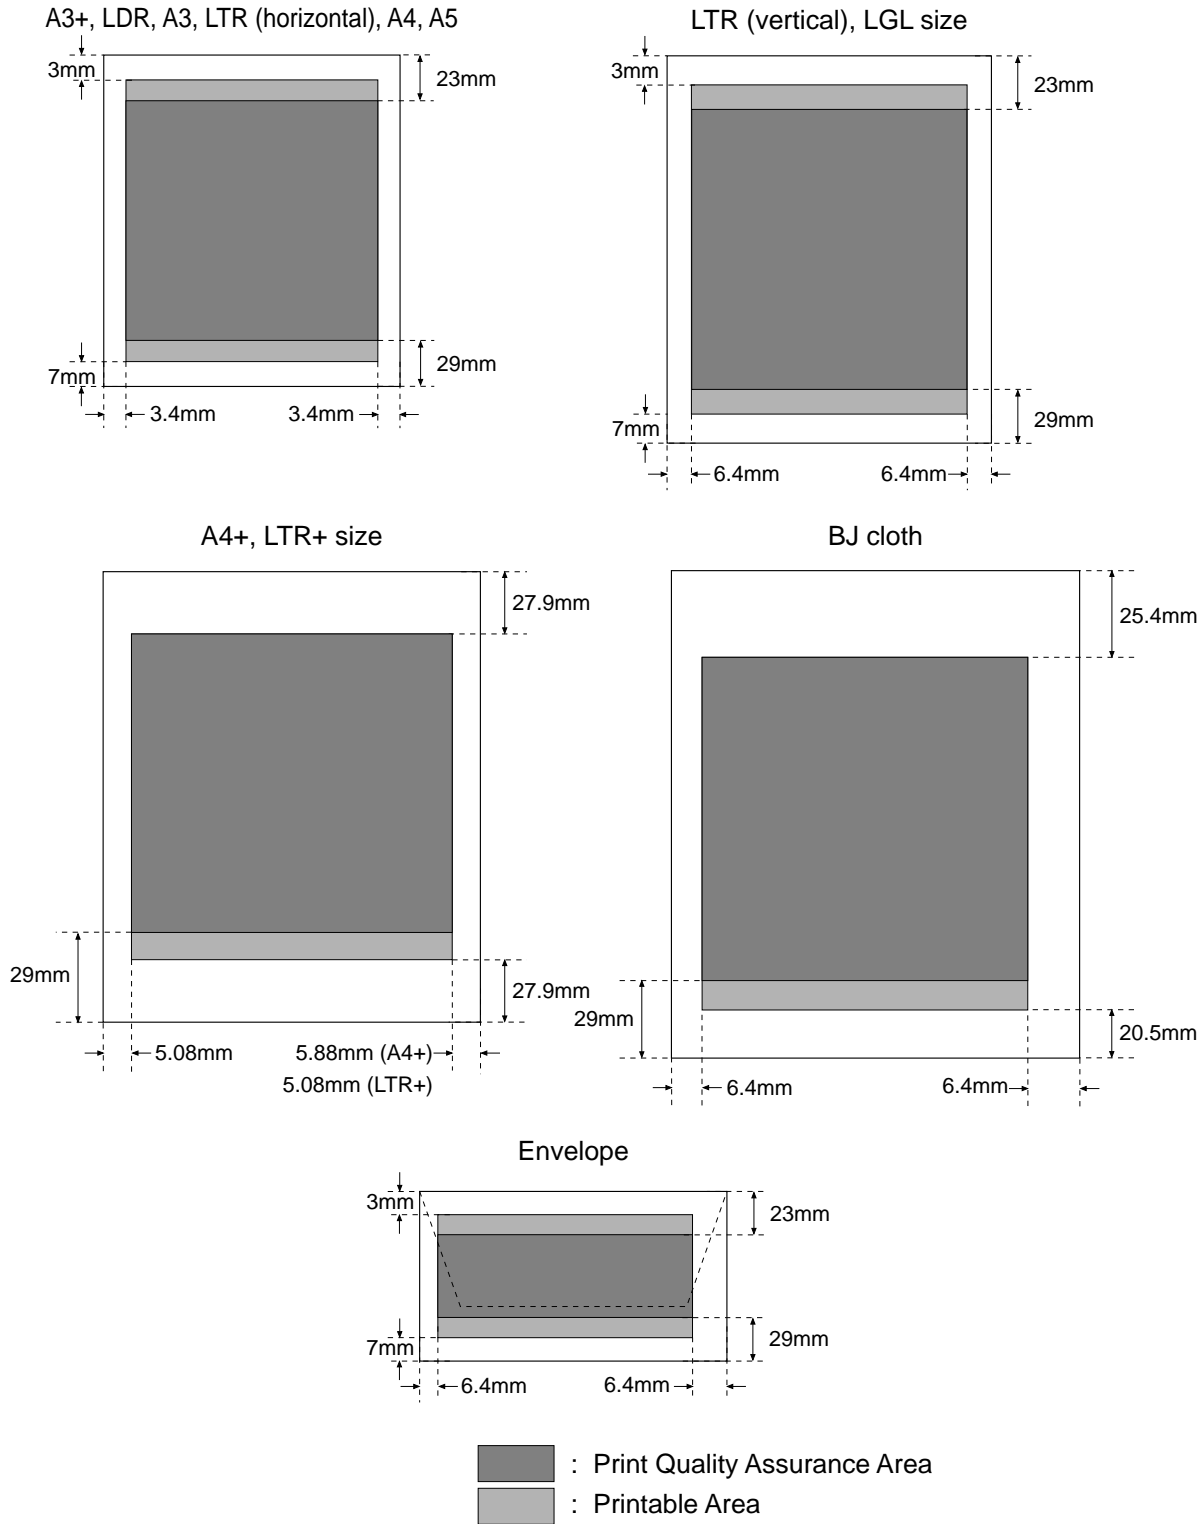 A3+, LDR, A3, LTR (horizontal), A4, A5
3mm
23mm
7mm
29mm
3.4mm
3.4mm
LTR (vertical), LGL size
3mm
23mm
7mm
29mm
6.4mm
6.4mm
A4+, LTR+ size
27.9mm
29mm
27.9mm
5.08mm
5.88mm (A4+)
5.08mm (LTR+)
BJ cloth
25.4mm
29mm
20.5mm
6.4mm
6.4mm
Envelope
3mm
23mm
7mm
29mm
6.4mm
6.4mm
: Print Quality Assurance Area
: Printable Area